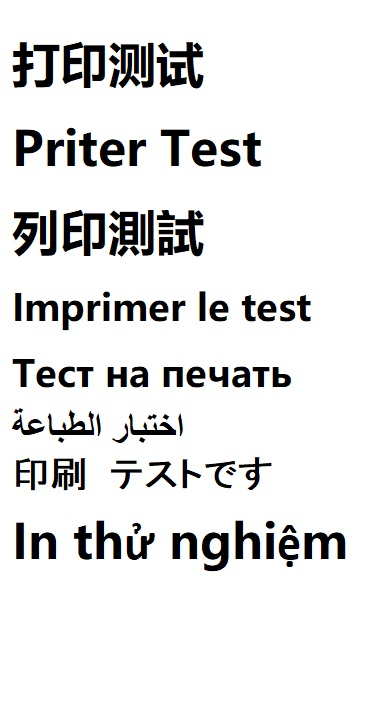 打印测试
Priter Test
列印測試
Imprimer le test
Тест на печать
اختبار الطباعة
印刷 テストです
In thử nghiệm